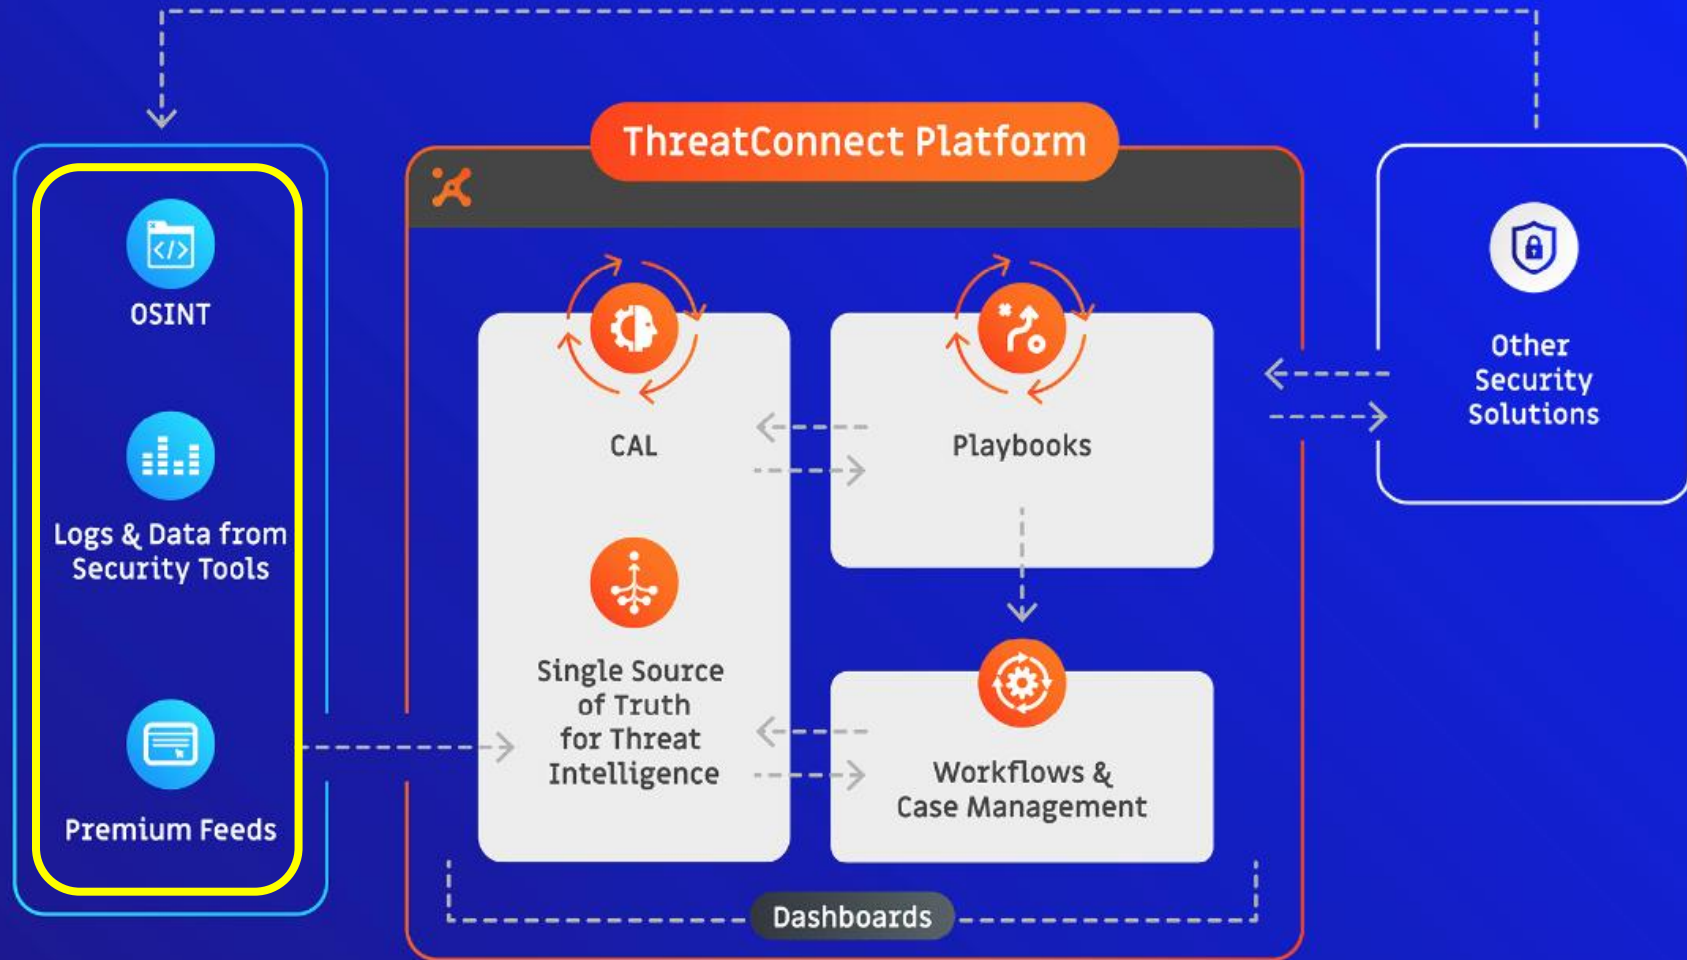 ThreatConnect Platform
OSINT
Logs & Data from
Security Tools
Premium Feeds
CAL
Single Source
of Truth
for Threat
Intelligence
Playbooks
Workflows &
Case Management
Dashboards
Other
Security
Solutions